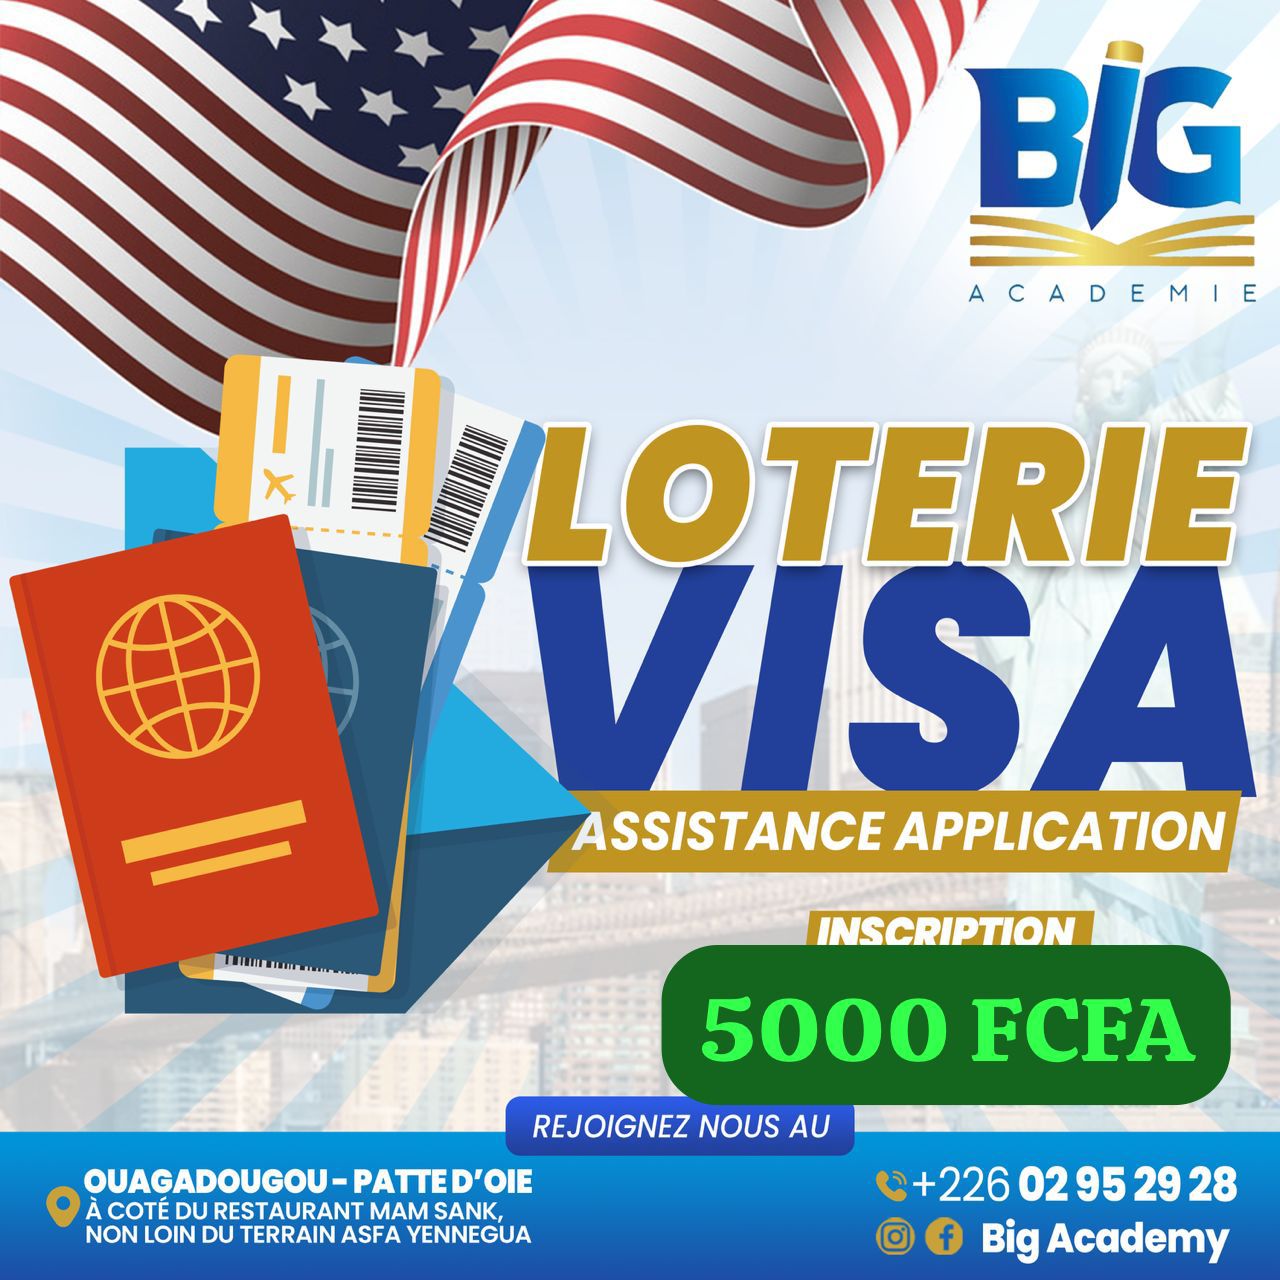 BIG
ACADEMIE
LOTERIE
VISA
ASSISTANCE APPLICATION
INSCRIPTION
5000 FCFA
REJOIGNEZ NOUS AU
OUAGADOUGOU - PATTE D'OIE
À COTÉ DU RESTAURANT MAM SANK,
NON LOIN DU TERRAIN ASFA YENNEGUA
+226 02 95 29 28
Big Academy